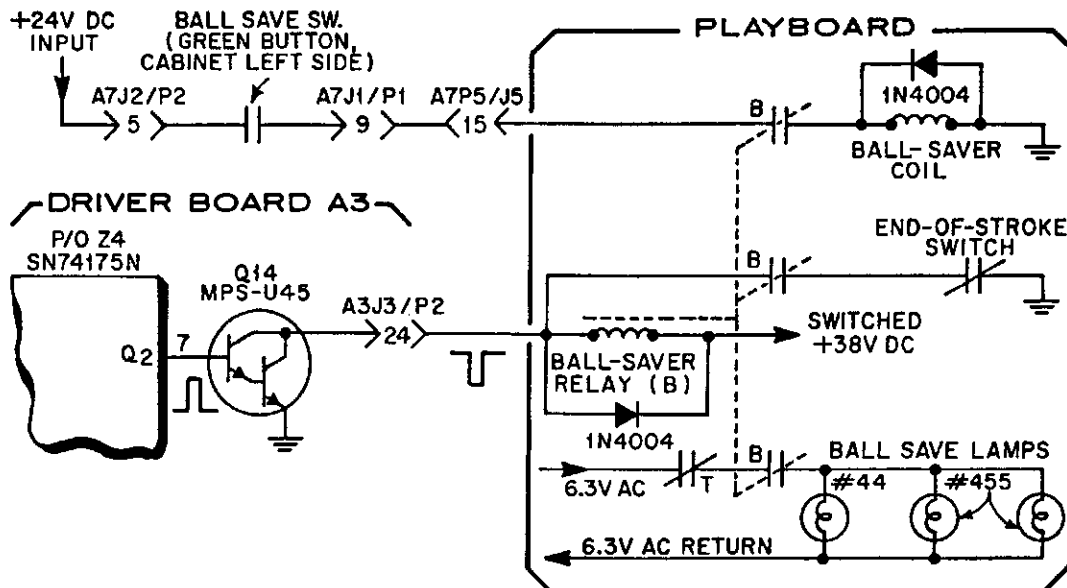 +24V DC
INPUT
BALL SAVE SW.
(GREEN BUTTON,
CABINET LEFT SIDE)
PLAYBOARD
A7J2/P2
5
A7J1/P1
9
A7P5/J5
15
B
1N4004
BALL-SAVER
COIL
DRIVER BOARD A3
P/O Z4
SN74175N
Q14
MPS-U45
A3J3/P2
24
Q2
7
B
END-OF-STROKE
SWITCH
SWITCHED
+38V DC
BALL-SAVER
RELAY (B)
1N4004
6.3V AC
T
B
BALL SAVE LAMPS
#44
#455
6.3V AC RETURN